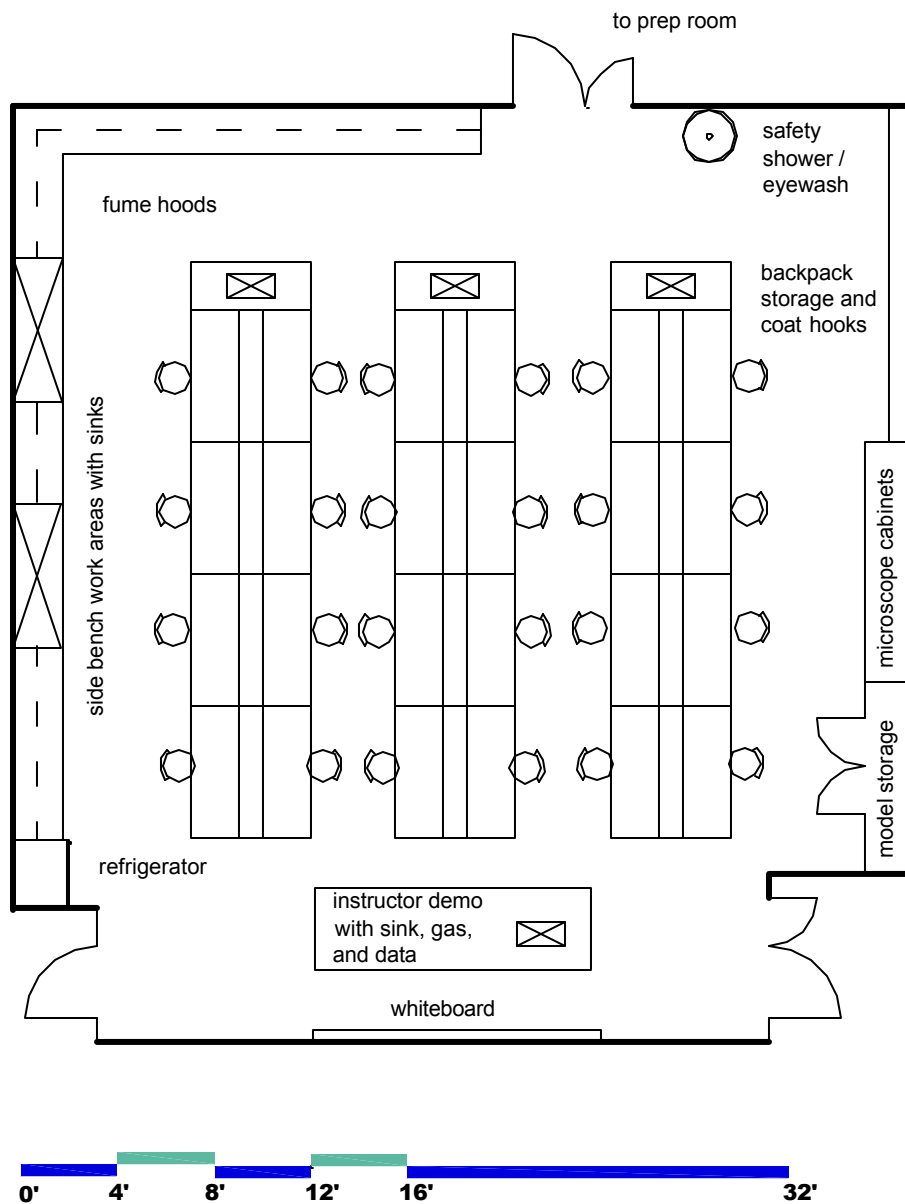 to prep room
safety
shower /
eyewash
fume hoods
backpack
storage and
coat hooks
side bench work areas with sinks
microscope cabinets
model storage
refrigerator
instructor demo
with sink, gas,
and data
whiteboard
0' 4' 8' 12' 16' 32'